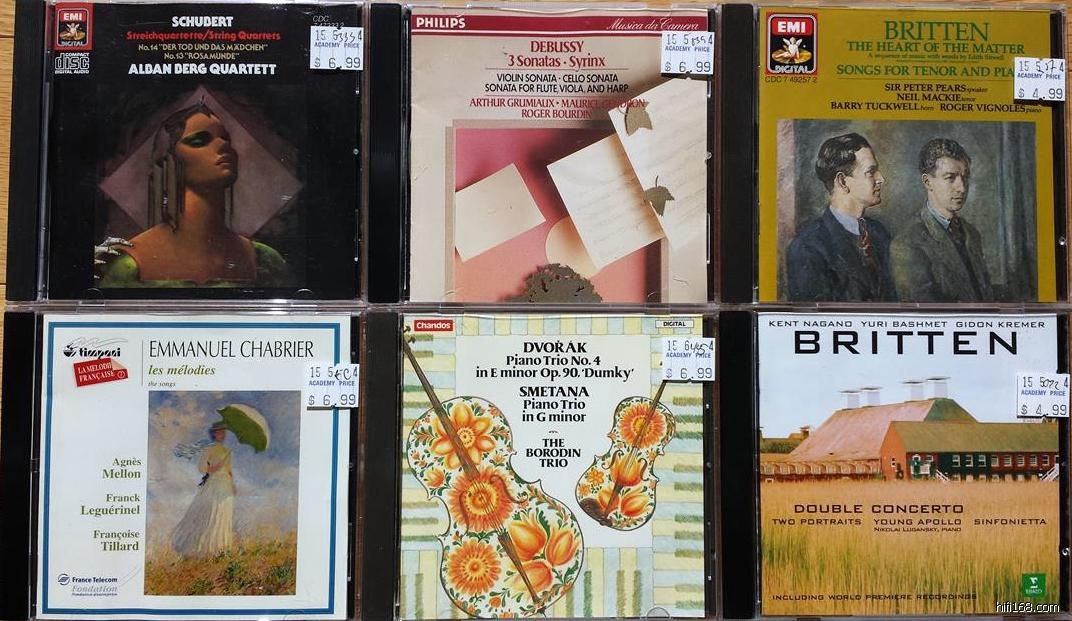 EMI
DIGITAL
COMPACT
disc
DIGITAL AUDIO
SCHUBERT
Streichquartette/String Quartets
No.14 "DER TOD UND DAS MÄDCHEN"
No.13 "ROSAMUNDE"
ALBAN BERG QUARTETT
CDC
ACADEMY PRICE
$ 6.99
PHILIPS
Musica da Camera
DEBUSSY
3 Sonatas · Syrinx
VIOLIN SONATA · CELLO SONATA
SONATA FOR FLUTE, VIOLA, AND HARP
ARTHUR GRUMIAUX · MAURICE GENDRON
ROGER BOURDIN
ACADEMY PRICE
$ 6.99
EMI
DIGITAL
CDC 7 49257 2
BRITTEN
THE HEART OF THE MATTER
A sequence of music with words by Edith Sitwell
SONGS FOR TENOR AND
SIR PETER PEARS speaker
NEIL MACKIE tenor
BARRY TUCKWELL horn ROGER VIGNOLES piano
ACADEMY PRICE
$ 4.99
Timpani
LA MÉLODIE
FRANÇAISE
EMMANUEL CHABRIER
les mélodies
the songs
ACADEMY PRICE
$ 6.99
Agnès
Mellon
Franck
Leguérinel
Françoise
Tillard
France Telecom
Fondation
Chandos
DIGITAL
DVOŘÁK
Piano Trio No. 4
in E minor Op. 90, 'Dumky'
SMETANA
Piano Trio
in G minor
THE
BORODIN
TRIO
ACADEMY PRICE
$ 6.99
KENT NAGANO YURI BASHMET GIDON KREMER
BRITTEN
ACADEMY PRICE
$ 4.99
DOUBLE CONCERTO
TWO PORTRAITS YOUNG APOLLO SINFONIETTA
NIKOLAI LUGANSKY, PIANO
INCLUDING WORLD PREMIERE RECORDINGS
ERATO
hifi168.com